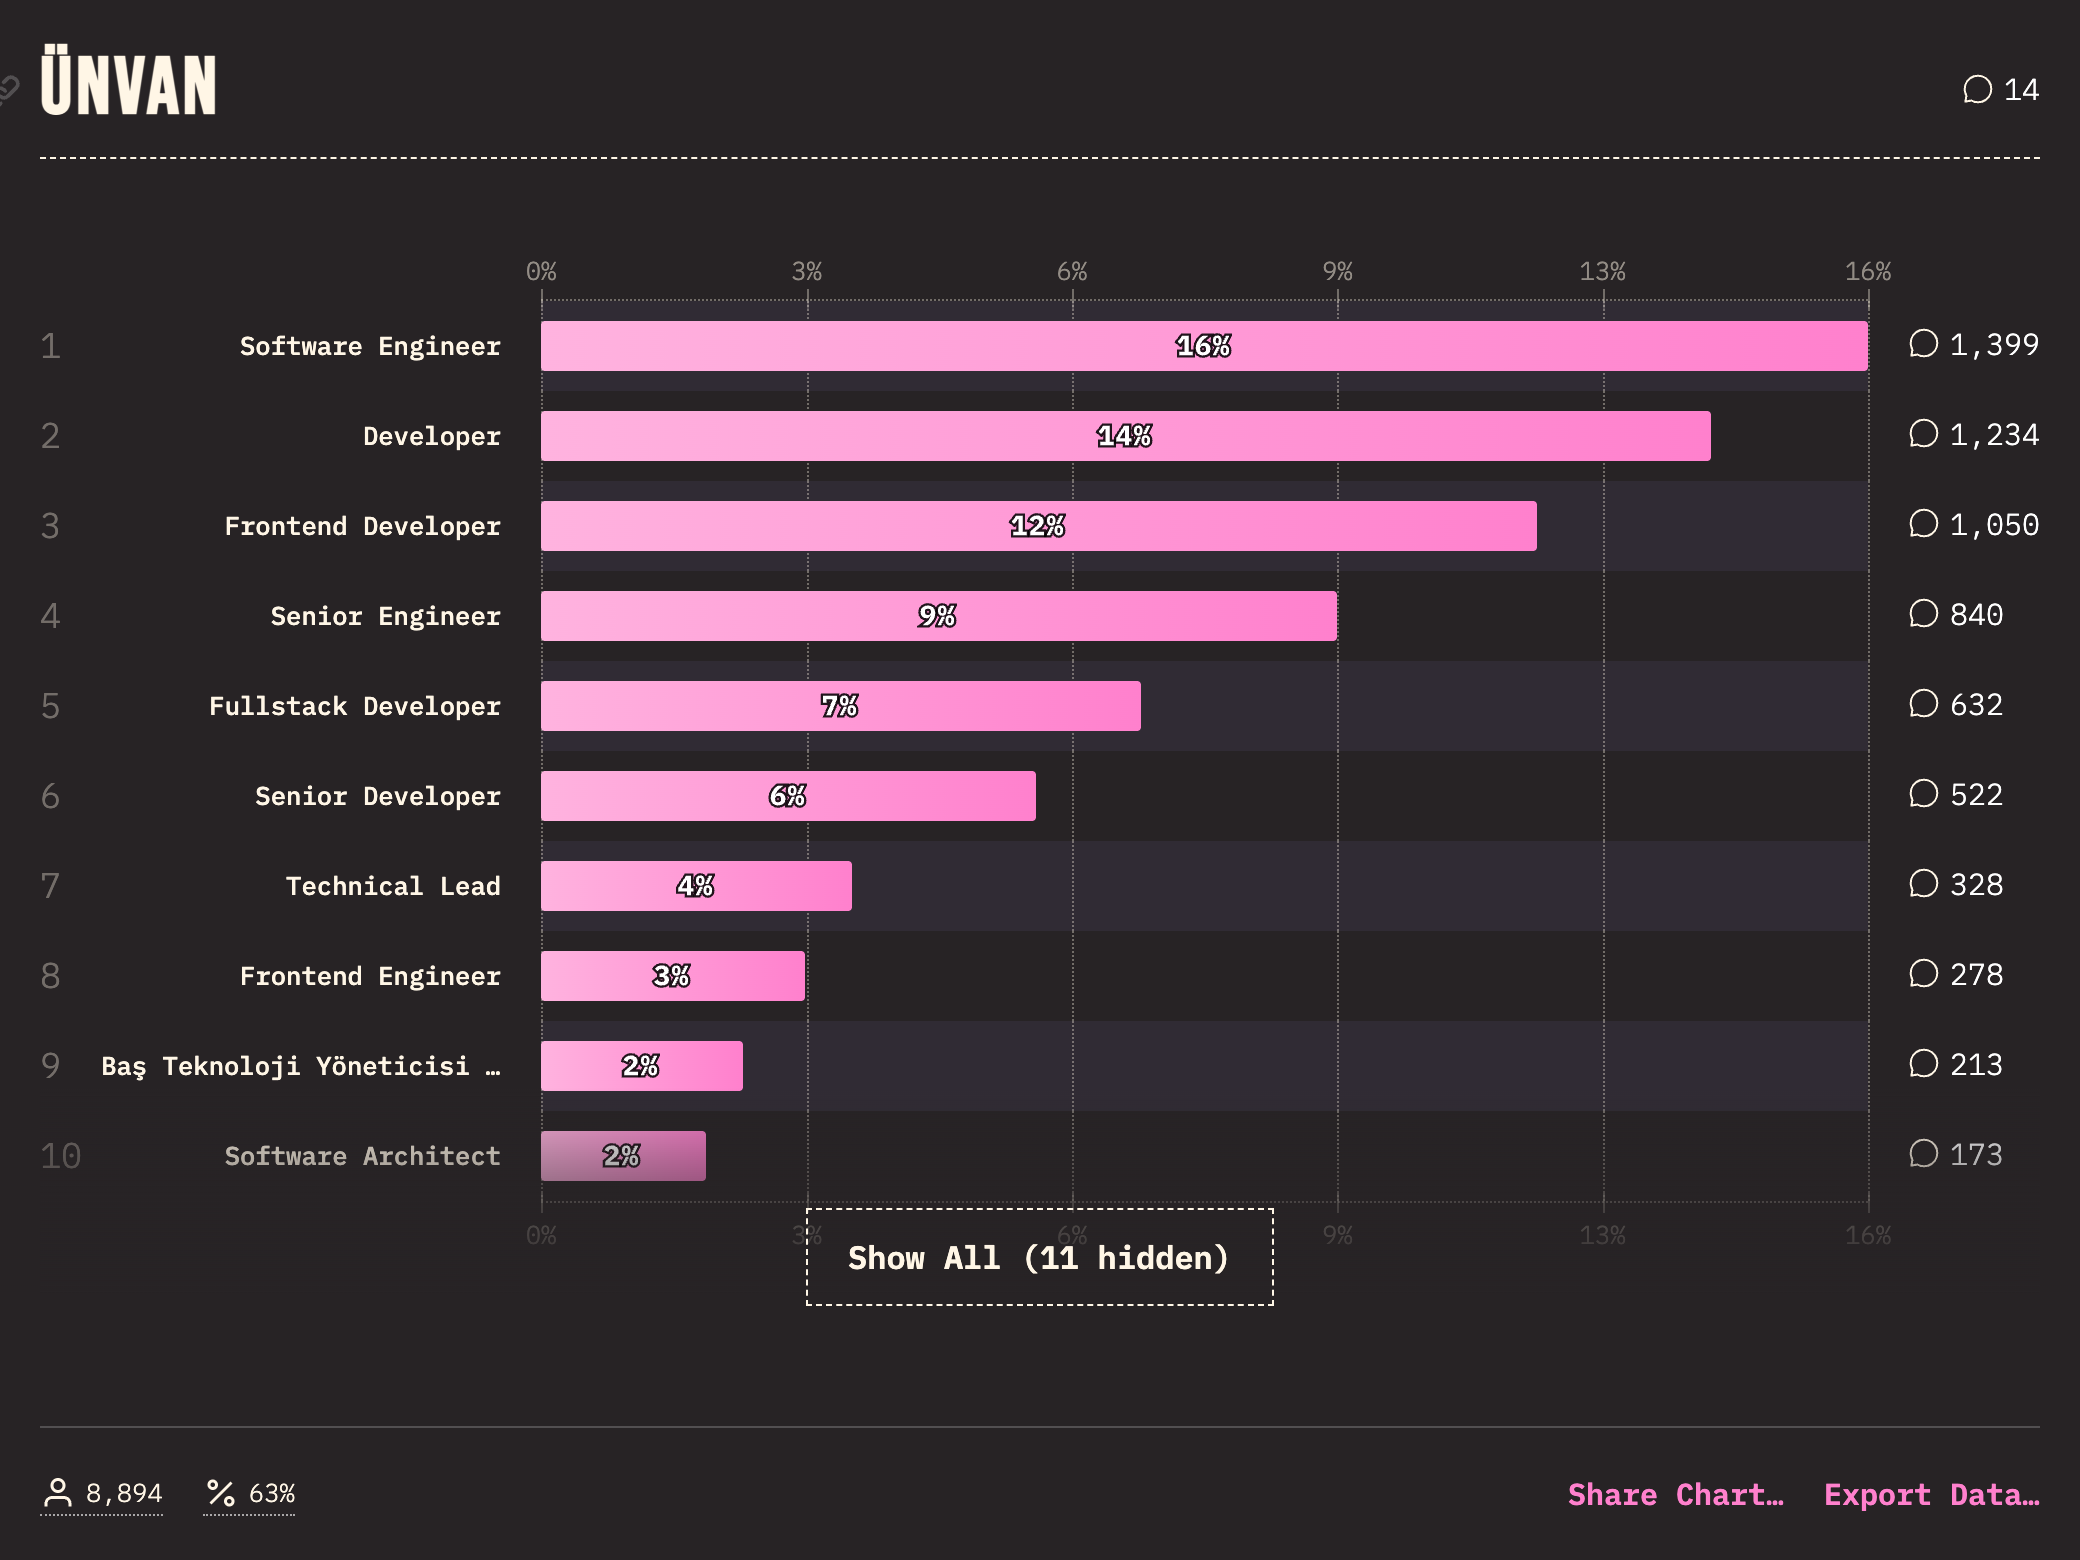 ÜNVAN
14
0% 3% 6% 9% 13% 16%
1 Software Engineer 16% 1,399
2 Developer 14% 1,234
3 Frontend Developer 12% 1,050
4 Senior Engineer 9% 840
5 Fullstack Developer 7% 632
6 Senior Developer 6% 522
7 Technical Lead 4% 328
8 Frontend Engineer 3% 278
9 Baş Teknoloji Yöneticisi … 2% 213
10 Software Architect 2% 173
0% 3% 6% 9% 13% 16%
Show All (11 hidden)
8,894 63% Share Chart… Export Data…